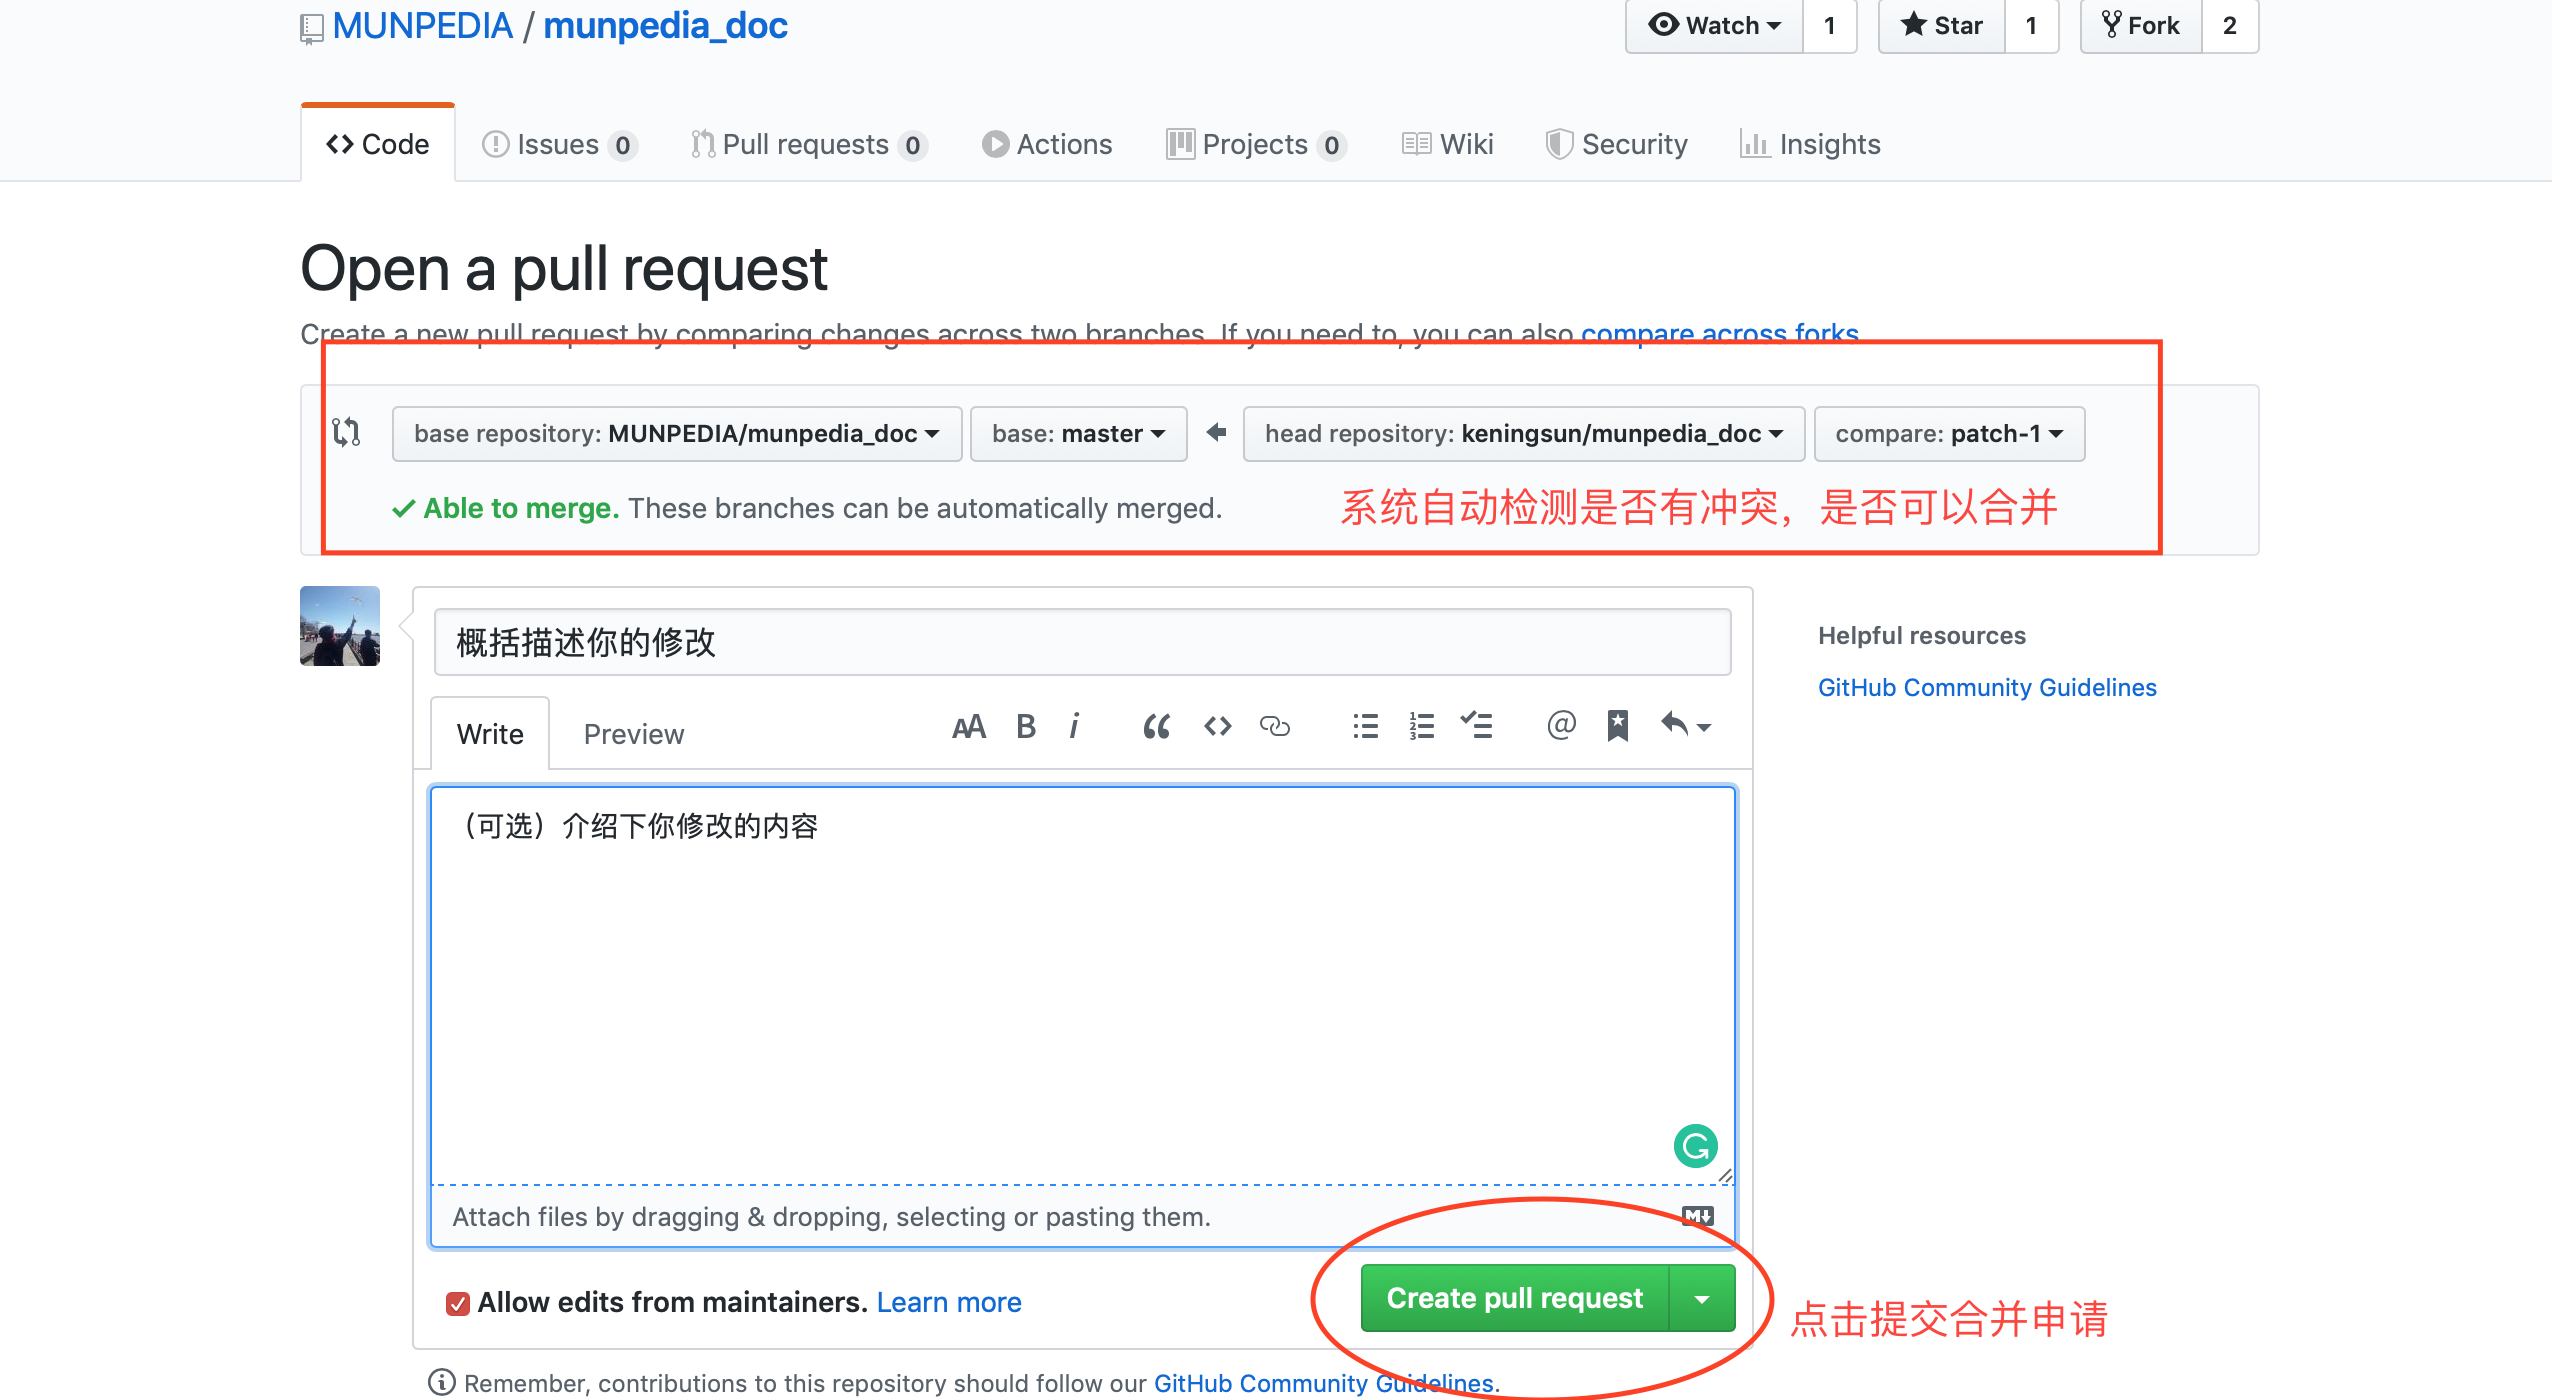 MUNPEDIA / munpedia_doc
Watch 1 Star 1 Fork 2
Code Issues 0 Pull requests 0 Actions Projects 0 Wiki Security Insights
Open a pull request
Create a new pull request by comparing changes across two branches. If you need to, you can also compare across forks.
base repository: MUNPEDIA/munpedia_doc base: master head repository: keningsun/munpedia_doc compare: patch-1
Able to merge. These branches can be automatically merged.
系统自动检测是否有冲突，是否可以合并
概括描述你的修改
Helpful resources
GitHub Community Guidelines
Write Preview AA B i
（可选）介绍下你修改的内容
Attach files by dragging & dropping, selecting or pasting them.
Allow edits from maintainers. Learn more
Create pull request
点击提交合并申请
Remember, contributions to this repository should follow our GitHub Community Guidelines.